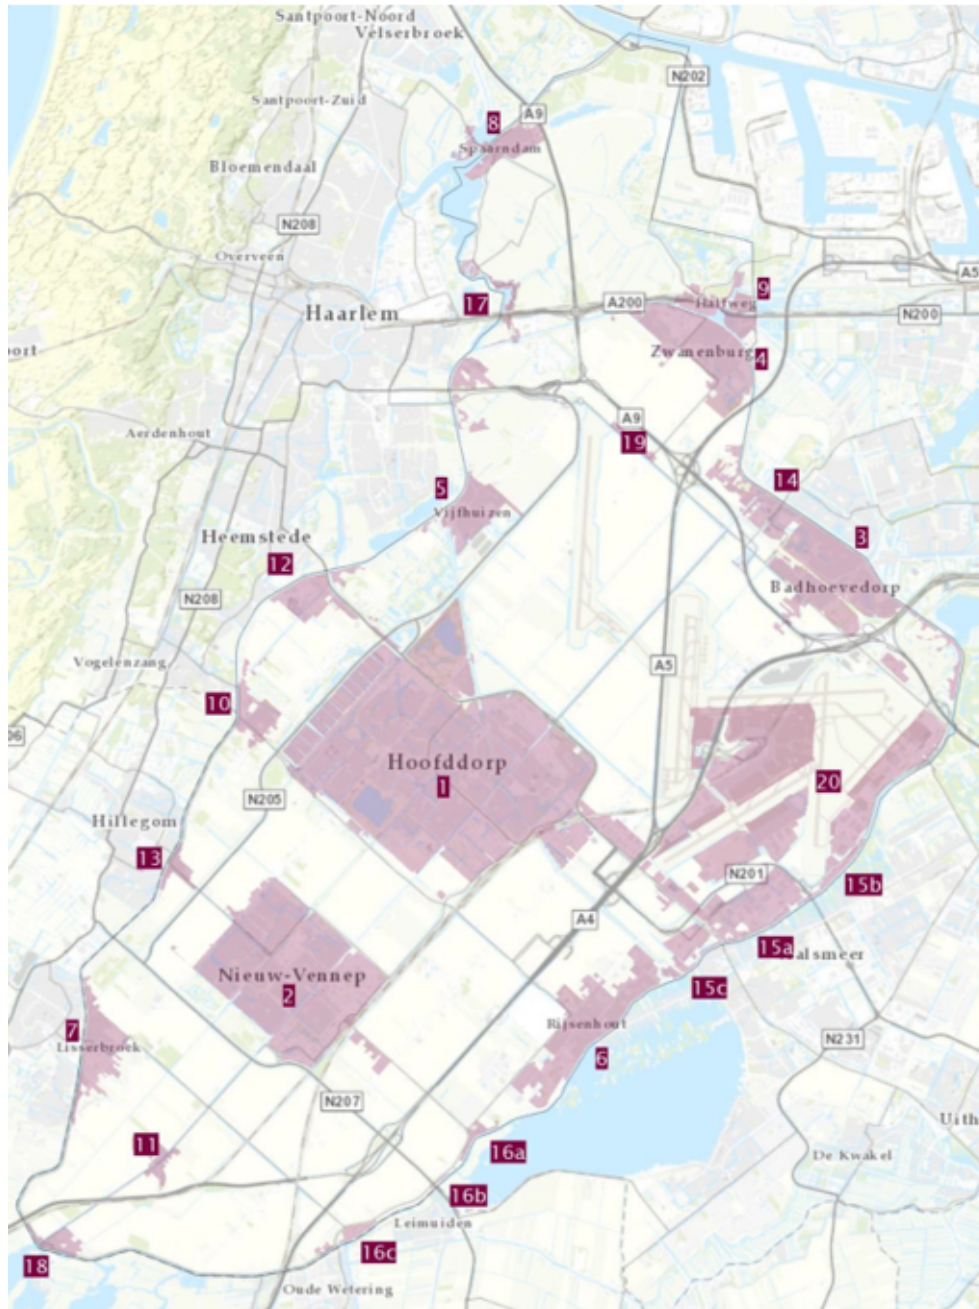 Santpoort-Noord
Velserbroek
N202
Santpoort-Zuid
A9
8
Spaarndam
Bloemendaal
N208
Overveen
A5
9
17
A200
Halfweg
N200
Haarlem
oort
Zwanenburg
4
A9
Aerdenhout
19
14
5
Vijfhuizen
3
Heemstede
12
Badhoevedorp
N208
Vogelenzang
A5
10
06
Hoofddorp
20
1
N205
Hillegom
13
N201
15b
A4
15a
alsmeer
Nieuw-Vennep
2
15c
7
Rijsenhout
Lisserbroek
6
N231
N207
Uith
11
16a
De Kwakel
16b
Leimuiden
16c
18
Oude Wetering